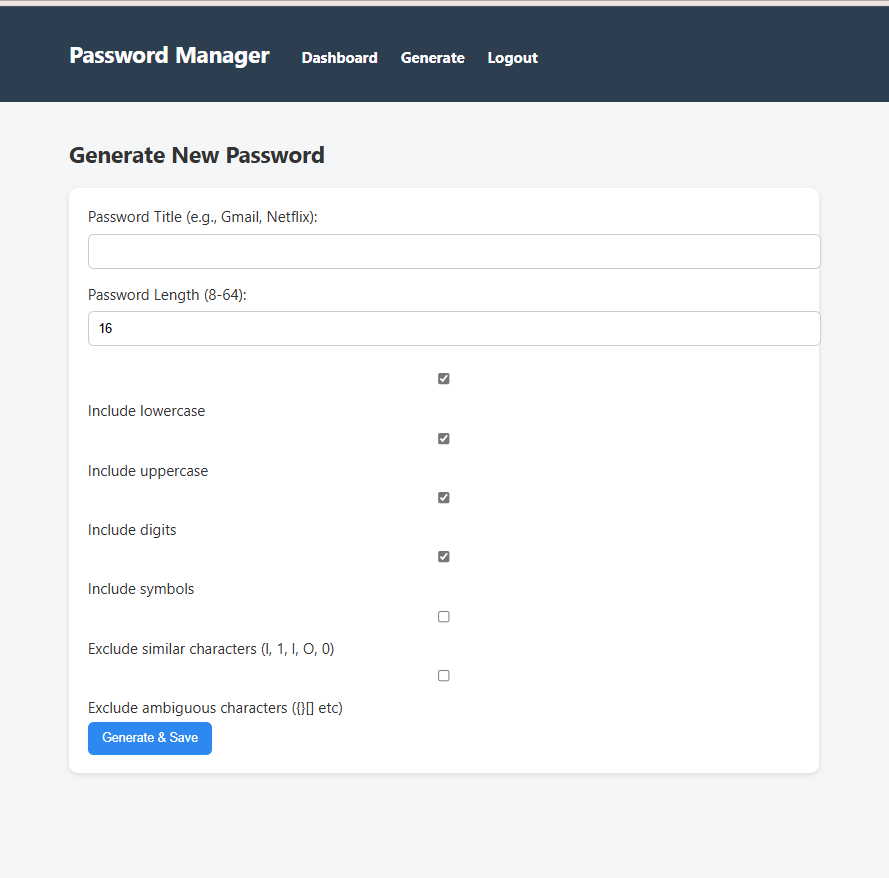 Password Manager Dashboard Generate Logout
Generate New Password
Password Title (e.g., Gmail, Netflix):
Password Length (8-64):
16
Include lowercase
Include uppercase
Include digits
Include symbols
Exclude similar characters (l, 1, I, O, 0)
Exclude ambiguous characters ({}[] etc)
Generate & Save